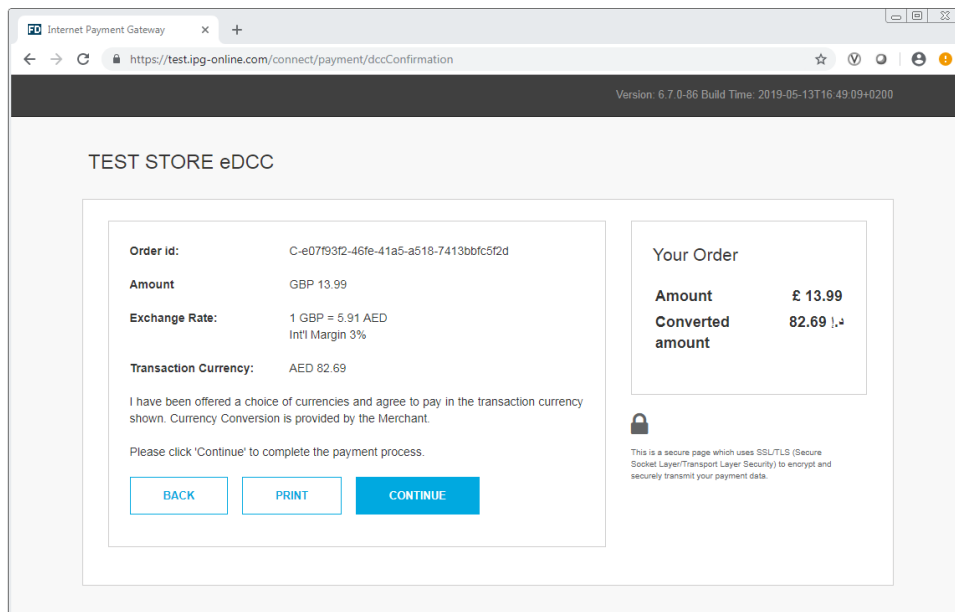 FD Internet Payment Gateway
https://test.ipg-online.com/connect/payment/dccConfirmation
Version: 6.7.0-86 Build Time: 2019-05-13T16:49:09+0200
TEST STORE eDCC
Order id: C-e07f93f2-46fe-41a5-a518-7413bbfc5f2d
Amount GBP 13.99
Exchange Rate: 1 GBP = 5.91 AED
Int'l Margin 3%
Transaction Currency: AED 82.69
I have been offered a choice of currencies and agree to pay in the transaction currency
shown. Currency Conversion is provided by the Merchant.
Please click 'Continue' to complete the payment process.
BACK PRINT CONTINUE
Your Order
Amount £ 13.99
Converted 82.69
amount
This is a secure page which uses SSL/TLS (Secure
Socket Layer/Transport Layer Security) to encrypt and
securely transmit your payment data.